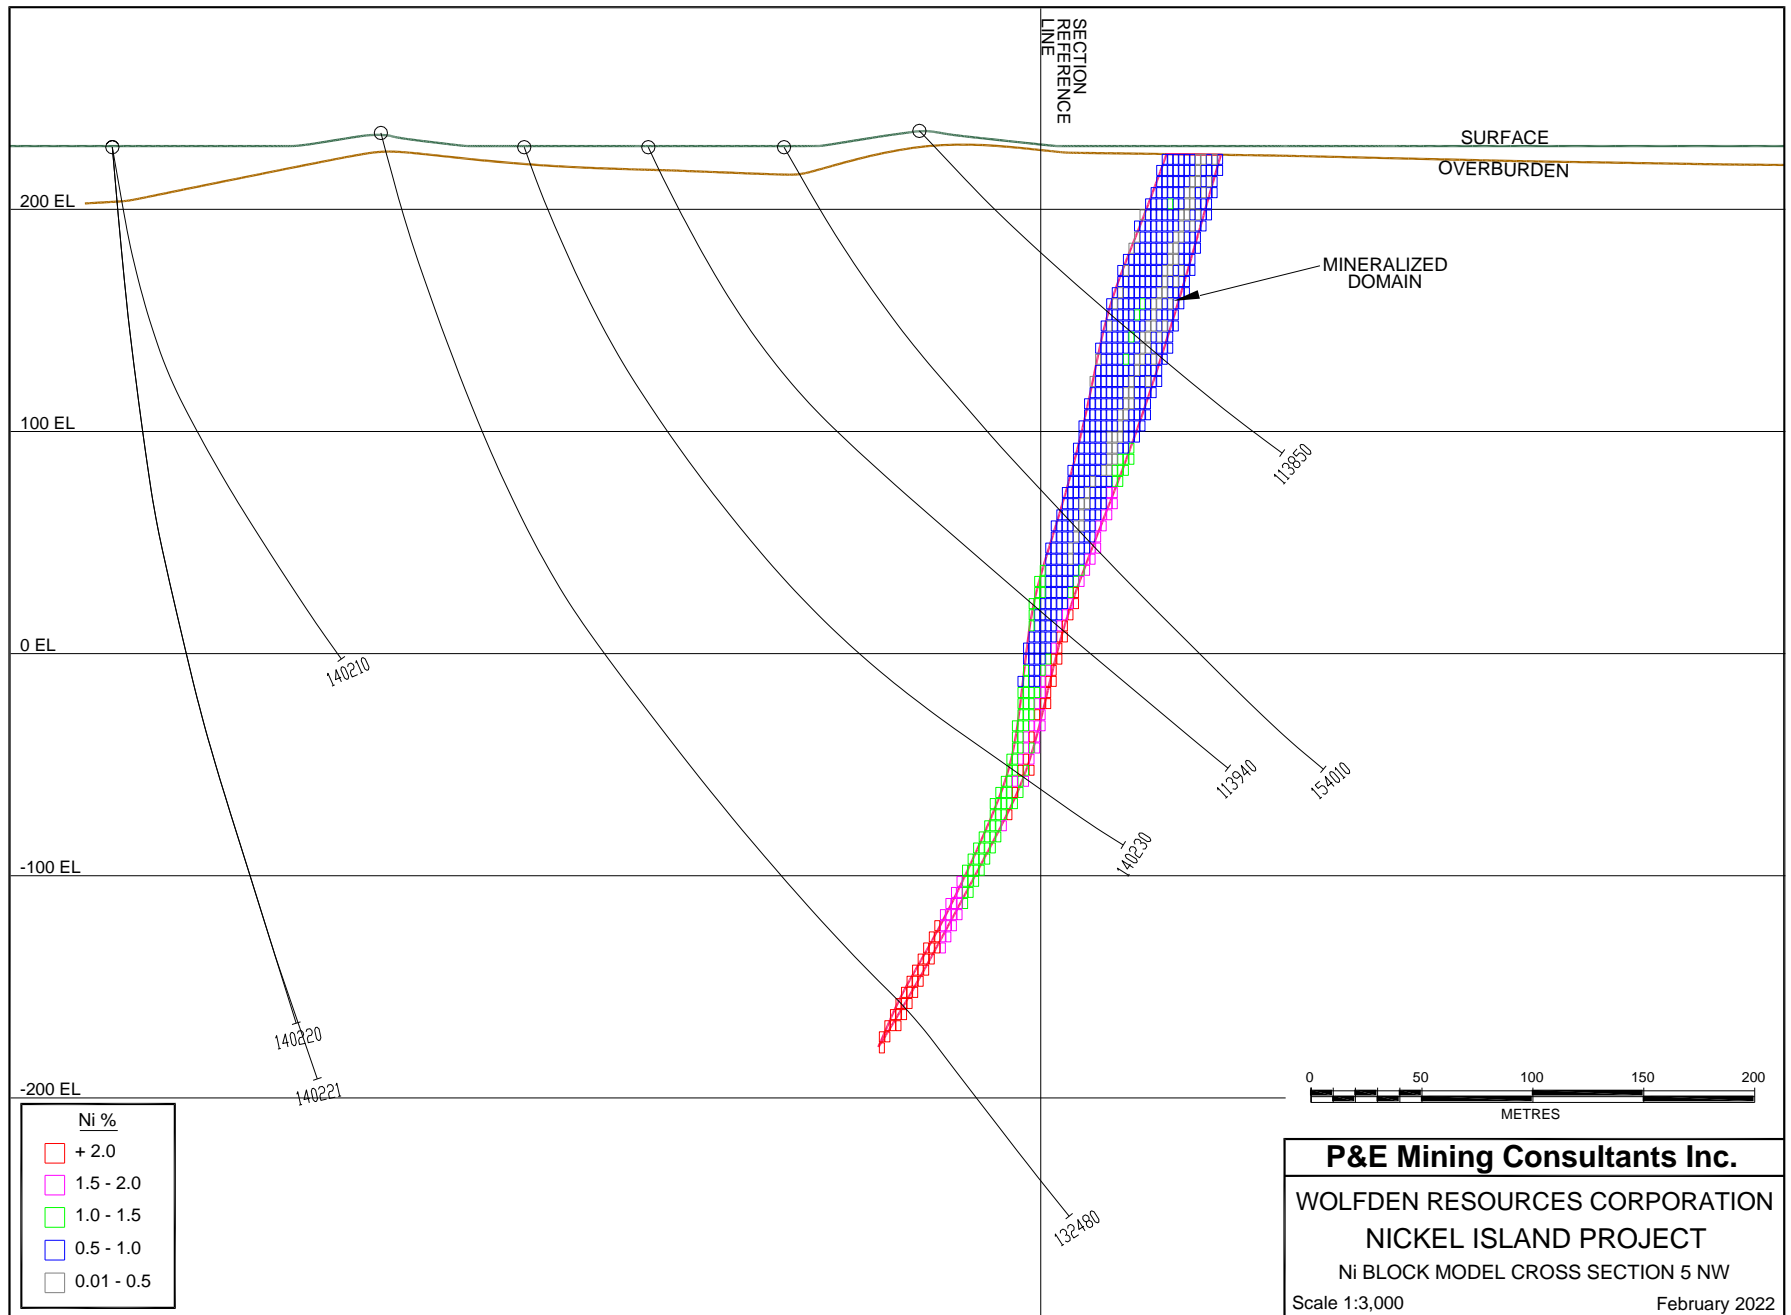 SECTION
REFERENCE
LINE
SURFACE
OVERBURDEN
200 EL
MINERALIZED
DOMAIN
100 EL
113850
0 EL
140210
113940
154010
140230
-100 EL
140220
140221
-200 EL
132480
0 50 100 150 200
METRES
Ni %
+ 2.0
1.5 - 2.0
1.0 - 1.5
0.5 - 1.0
0.01 - 0.5
P&E Mining Consultants Inc.
WOLFDEN RESOURCES CORPORATION
NICKEL ISLAND PROJECT
Ni BLOCK MODEL CROSS SECTION 5 NW
Scale 1:3,000 February 2022